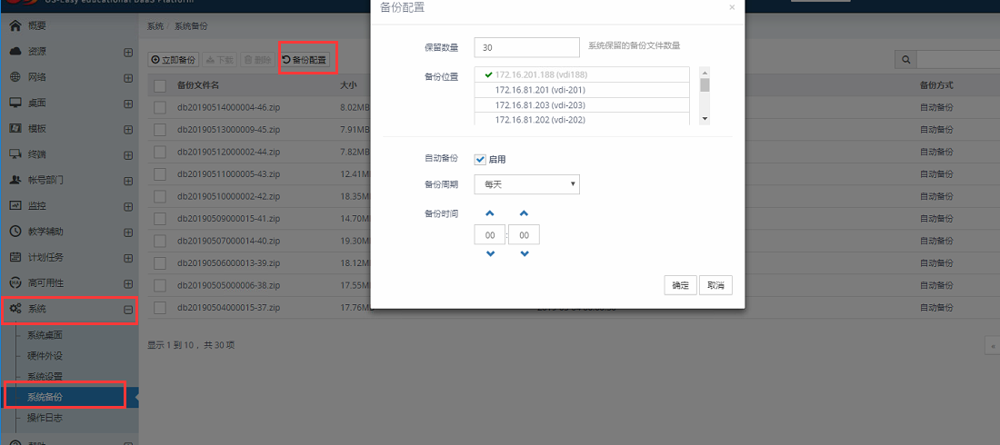 OS-Easy educational DaaS Platform
概要
资源
网络
桌面
模板
终端
帐号部门
监控
教学辅助
计划任务
高可用性
系统
系统桌面
硬件外设
系统设置
系统备份
操作日志
系统 / 系统备份
立即备份 下载 删除 备份配置
备份文件名 大小 备份方式
db20190514000004-46.zip 8.02MB 自动备份
db20190513000009-45.zip 7.91MB 自动备份
db20190512000002-44.zip 7.82MB 自动备份
db20190511000005-43.zip 12.41M 自动备份
db20190510000002-42.zip 18.35M 自动备份
db20190509000015-41.zip 14.70M 自动备份
db20190507000014-40.zip 19.30M 自动备份
db20190506000013-39.zip 18.12M 自动备份
db20190505000006-38.zip 17.55M 自动备份
db20190504000015-37.zip 17.76M 自动备份
显示 1 到 10， 共 30 项
«
备份配置 ×
保留数量 30 系统保留的备份文件数量
备份位置 172.16.201.188 (vdi188)
172.16.81.201 (vdi-201)
172.16.81.203 (vdi-203)
172.16.81.202 (vdi-202)
自动备份 启用
备份周期 每天
备份时间
00 : 00
确定 取消